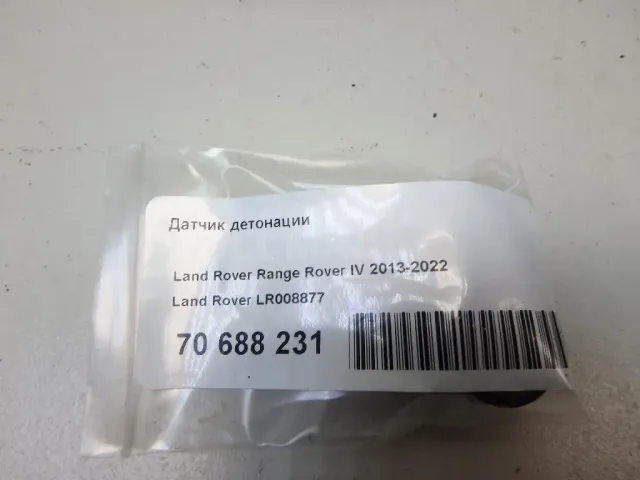 Датчик детонации
Land Rover Range Rover IV 2013-2022
Land Rover LR008877
70 688 231